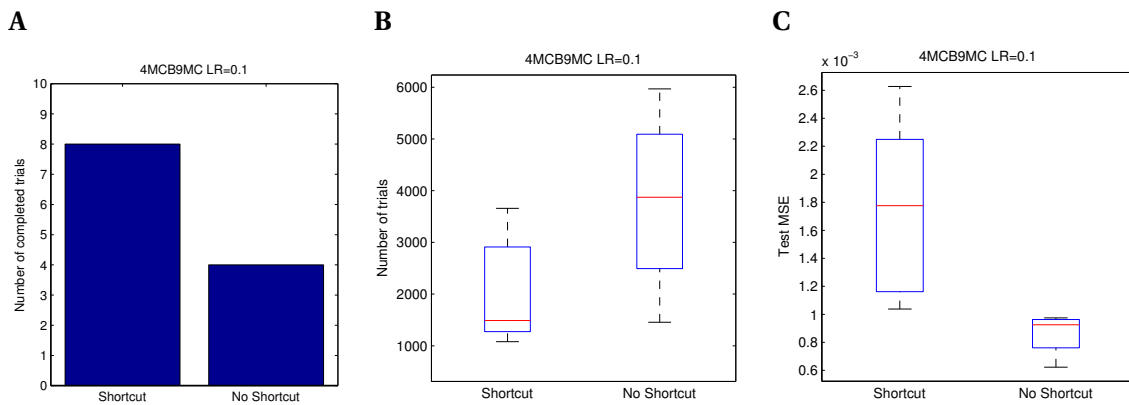 A
4MCB9MC LR=0.1
Number of completed trials
10
9
8
7
6
5
4
3
2
1
0
Shortcut
No Shortcut
B
4MCB9MC LR=0.1
Number of trials
6000
5000
4000
3000
2000
1000
Shortcut
No Shortcut
C
x 10⁻³
4MCB9MC LR=0.1
Test MSE
2.6
2.4
2.2
2
1.8
1.6
1.4
1.2
1
0.8
0.6
Shortcut
No Shortcut